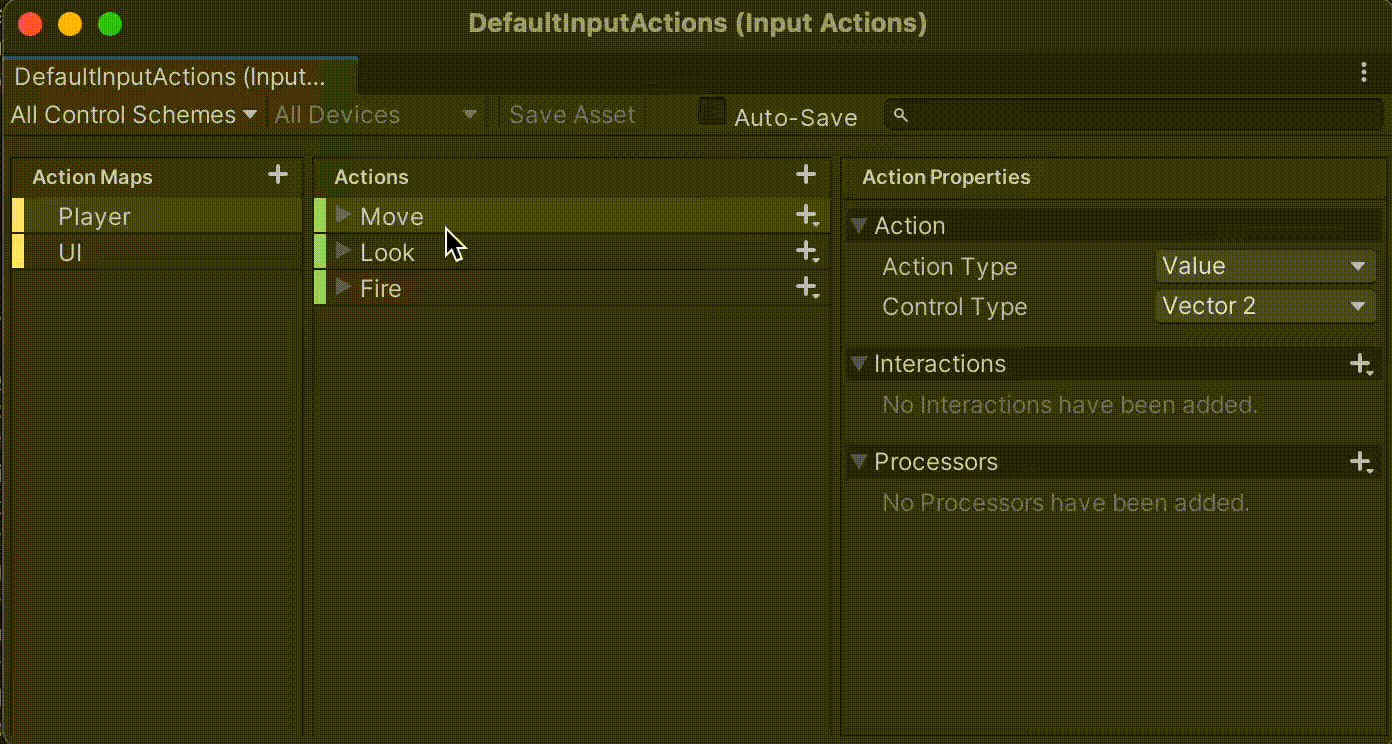 DefaultInputActions (Input Actions)
DefaultInputActions (Input...
All Control Schemes All Devices Save Asset Auto-Save
Action Maps
Player
UI
Actions
Move
Look
Fire
Action Properties
Action
Action Type Value
Control Type Vector 2
Interactions
No Interactions have been added.
Processors
No Processors have been added.